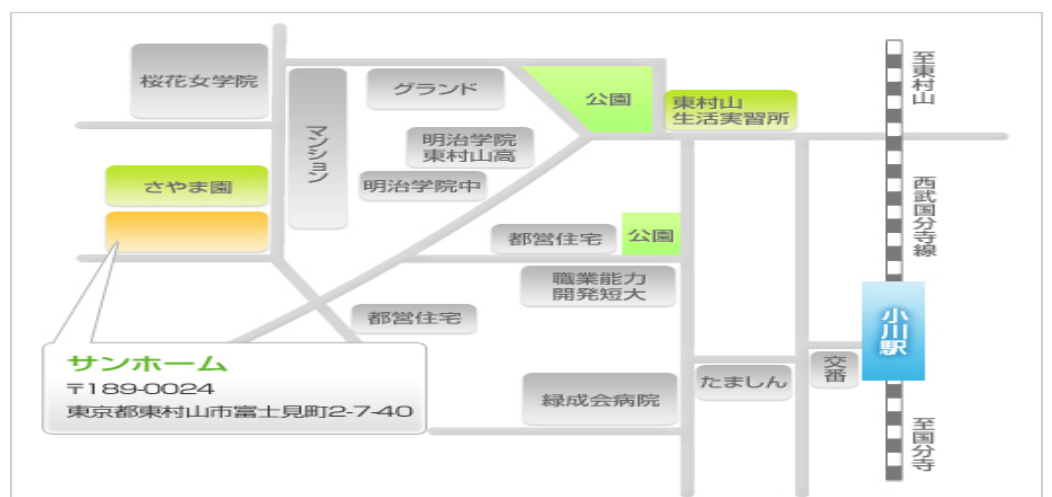 桜花女学院
マンション
グランド
公園
東村山
生活実習所
至東村山
明治学院
東村山高
明治学院中
さやま園
西武国分寺線
都営住宅
公園
職業能力
開発短大
都営住宅
小川駅
サンホーム
〒189-0024
東京都東村山市富士見町2-7-40
緑成会病院
たましん
交番
至国分寺